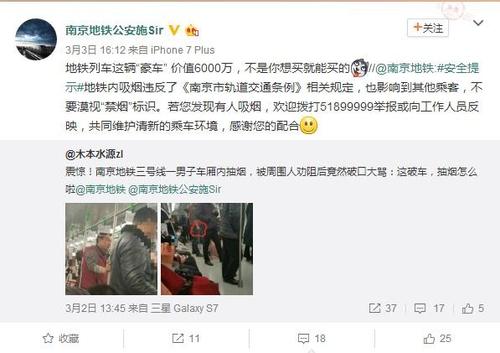 南京地铁公安施Sir
+关注
3月3日 16:12 来自 iPhone 7 Plus
地铁列车这辆“豪车” 价值6000万，不是你想买就能买的//@南京地铁:#安全提
示#地铁内吸烟违反了《南京市轨道交通条例》相关规定，也影响到其他乘客，不
要漠视“禁烟”标识。若您发现有人吸烟，欢迎拨打51899999举报或向工作人员反
映，共同维护清新的乘车环境，感谢您的配合
@木本水源zl
震惊！南京地铁三号线一男子车厢内抽烟，被周围人劝阻后竟然破口大骂：这破车，抽烟怎么
啦@南京地铁 @南京地铁公安施Sir
3月2日 13:45 来自 三星 Galaxy S7
37
17
5
收藏
11
18
25